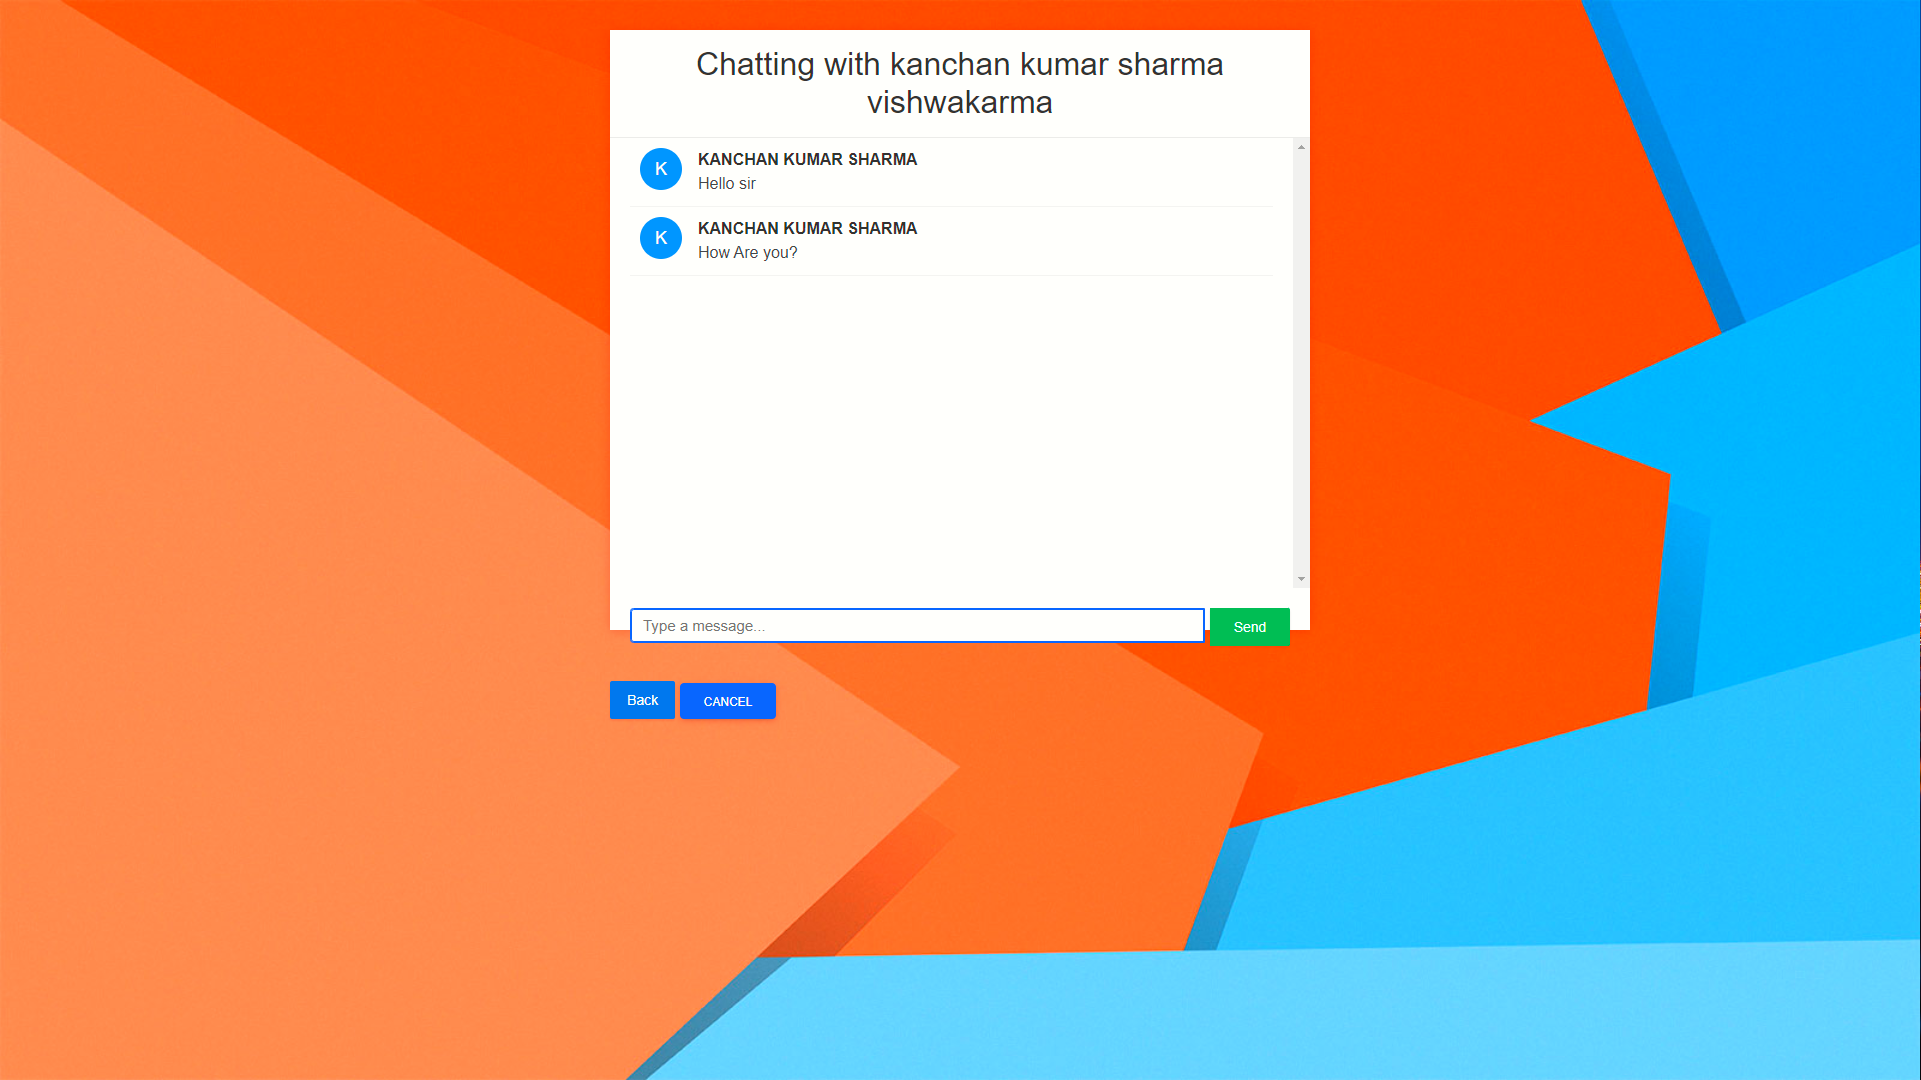 Chatting with kanchan kumar sharma
vishwakarma
K
KANCHAN KUMAR SHARMA
Hello sir
K
KANCHAN KUMAR SHARMA
How Are you?
Type a message...
Send
Back
CANCEL